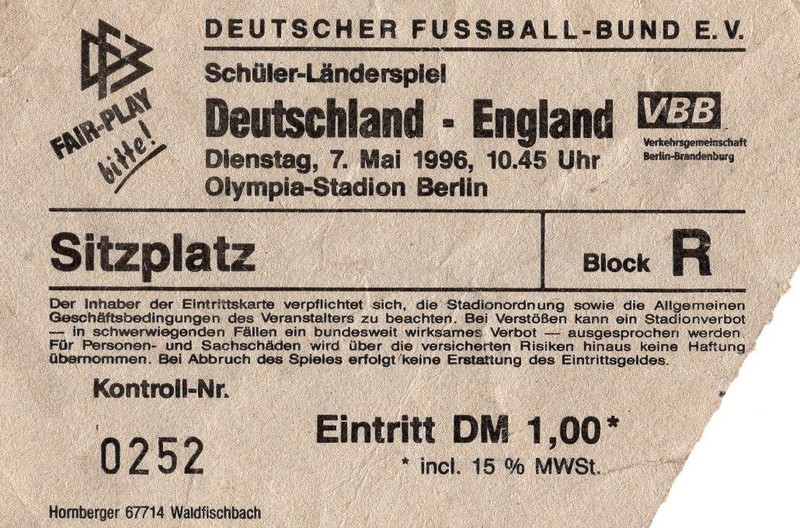 DEUTSCHER FUSSBALL-BUND E.V.
DFB
FAIR-PLAY
bitte!
Schüler-Länderspiel
Deutschland - England
Dienstag, 7. Mai 1996, 10.45 Uhr
Olympia-Stadion Berlin
VBB
Verkehrsgemeinschaft
Berlin-Brandenburg
Sitzplatz
Block R
Der Inhaber der Eintrittskarte verpflichtet sich, die Stadionordnung sowie die Allgemeinen
Geschäftsbedingungen des Veranstalters zu beachten. Bei Verstößen kann ein Stadionverbot
— in schwerwiegenden Fällen ein bundesweit wirksames Verbot — ausgesprochen werden.
Für Personen- und Sachschäden wird über die versicherten Risiken hinaus keine Haftung
übernommen. Bei Abbruch des Spieles erfolgt keine Erstattung des Eintrittsgeldes.
Kontroll-Nr.
0252
Eintritt DM 1,00*
* incl. 15 % MWSt.
Hornberger 67714 Waldfischbach